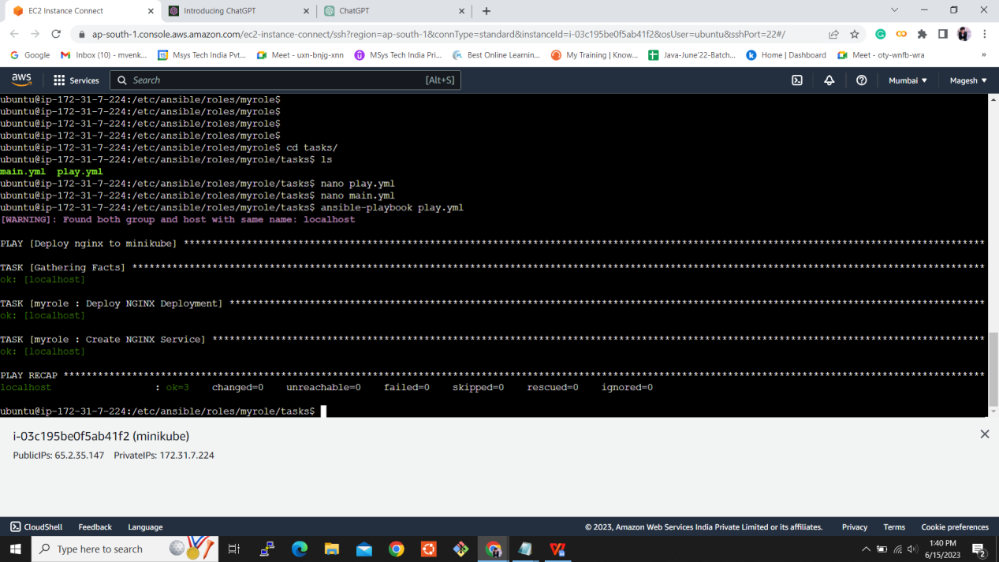 EC2 Instance Connect
Introducing ChatGPT
ChatGPT
ap-south-1.console.aws.amazon.com/ec2-instance-connect/ssh?region=ap-south-1&connType=standard&instanceId=i-03c195be0f5ab41f2&osUser=ubuntu&sshPort=22#/
Google Inbox (10) - mvenk... Msys Tech India Pvt... Meet - uxn-bnjg-xnn MSys Tech India Pri... Best Online Learnin... My Training | Know... Java-June'22-Batch... Home | Dashboard Meet - oty-wnfb-wra »
aws Services Search [Alt+S] Mumbai ▼ Magesh ▼
ubuntu@ip-172-31-7-224:/etc/ansible/roles/myrole$
ubuntu@ip-172-31-7-224:/etc/ansible/roles/myrole$
ubuntu@ip-172-31-7-224:/etc/ansible/roles/myrole$
ubuntu@ip-172-31-7-224:/etc/ansible/roles/myrole$
ubuntu@ip-172-31-7-224:/etc/ansible/roles/myrole$ cd tasks/
ubuntu@ip-172-31-7-224:/etc/ansible/roles/myrole/tasks$ ls
main.yml play.yml
ubuntu@ip-172-31-7-224:/etc/ansible/roles/myrole/tasks$ nano play.yml
ubuntu@ip-172-31-7-224:/etc/ansible/roles/myrole/tasks$ nano main.yml
ubuntu@ip-172-31-7-224:/etc/ansible/roles/myrole/tasks$ ansible-playbook play.yml
[WARNING]: Found both group and host with same name: localhost
PLAY [Deploy nginx to minikube] ********************************************************************************************************************************************
TASK [Gathering Facts] *****************************************************************************************************************************************************
ok: [localhost]
TASK [myrole : Deploy NGINX Deployment] ************************************************************************************************************************************
ok: [localhost]
TASK [myrole : Create NGINX Service] ***************************************************************************************************************************************
ok: [localhost]
PLAY RECAP *****************************************************************************************************************************************************************
localhost : ok=3 changed=0 unreachable=0 failed=0 skipped=0 rescued=0 ignored=0
ubuntu@ip-172-31-7-224:/etc/ansible/roles/myrole/tasks$
i-03c195be0f5ab41f2 (minikube)
PublicIPs: 65.2.35.147 PrivateIPs: 172.31.7.224
CloudShell Feedback Language © 2023, Amazon Web Services India Private Limited or its affiliates. Privacy Terms Cookie preferences
Type here to search
1:40 PM
6/15/2023
2